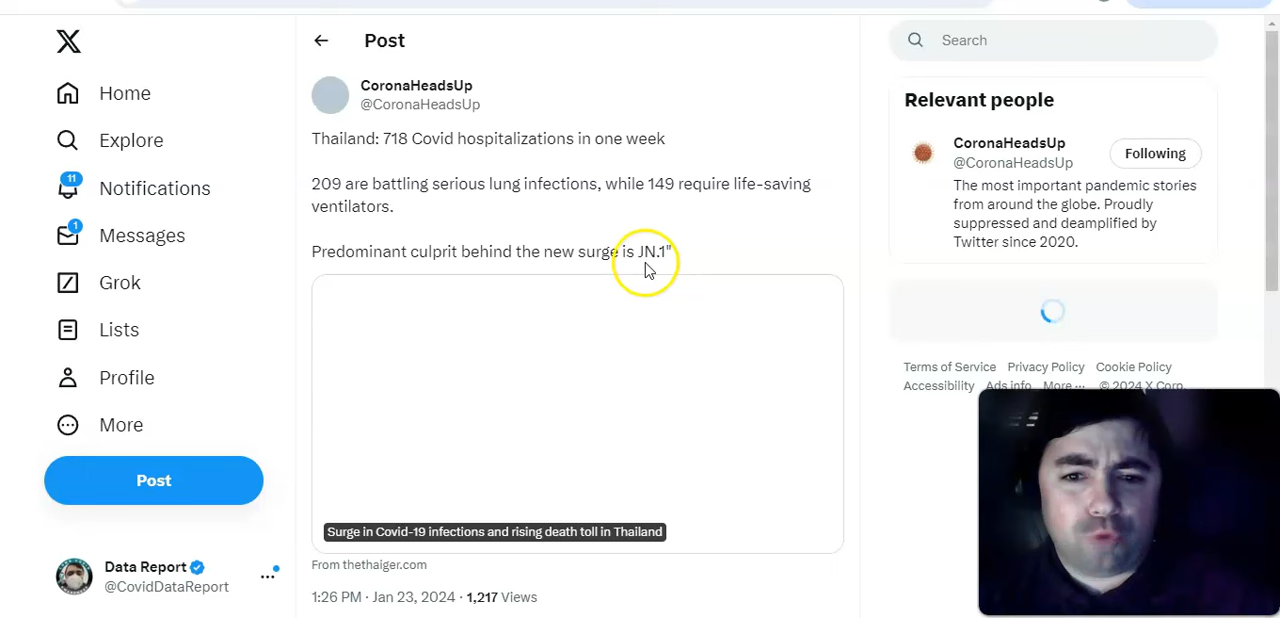 Home
Explore
11
Notifications
1
Messages
Grok
Lists
Profile
More
Post
Data Report
@CovidDataReport
Post
CoronaHeadsUp
@CoronaHeadsUp
Thailand: 718 Covid hospitalizations in one week
209 are battling serious lung infections, while 149 require life-saving
ventilators.
Predominant culprit behind the new surge is JN.1"
Surge in Covid-19 infections and rising death toll in Thailand
From thethaiger.com
1:26 PM · Jan 23, 2024 · 1,217 Views
Search
Relevant people
CoronaHeadsUp
@CoronaHeadsUp
Following
The most important pandemic stories
from around the globe. Proudly
suppressed and deamplified by
Twitter since 2020.
Terms of Service Privacy Policy Cookie Policy
Accessibility Ads info More ··· © 2024 X Corp.